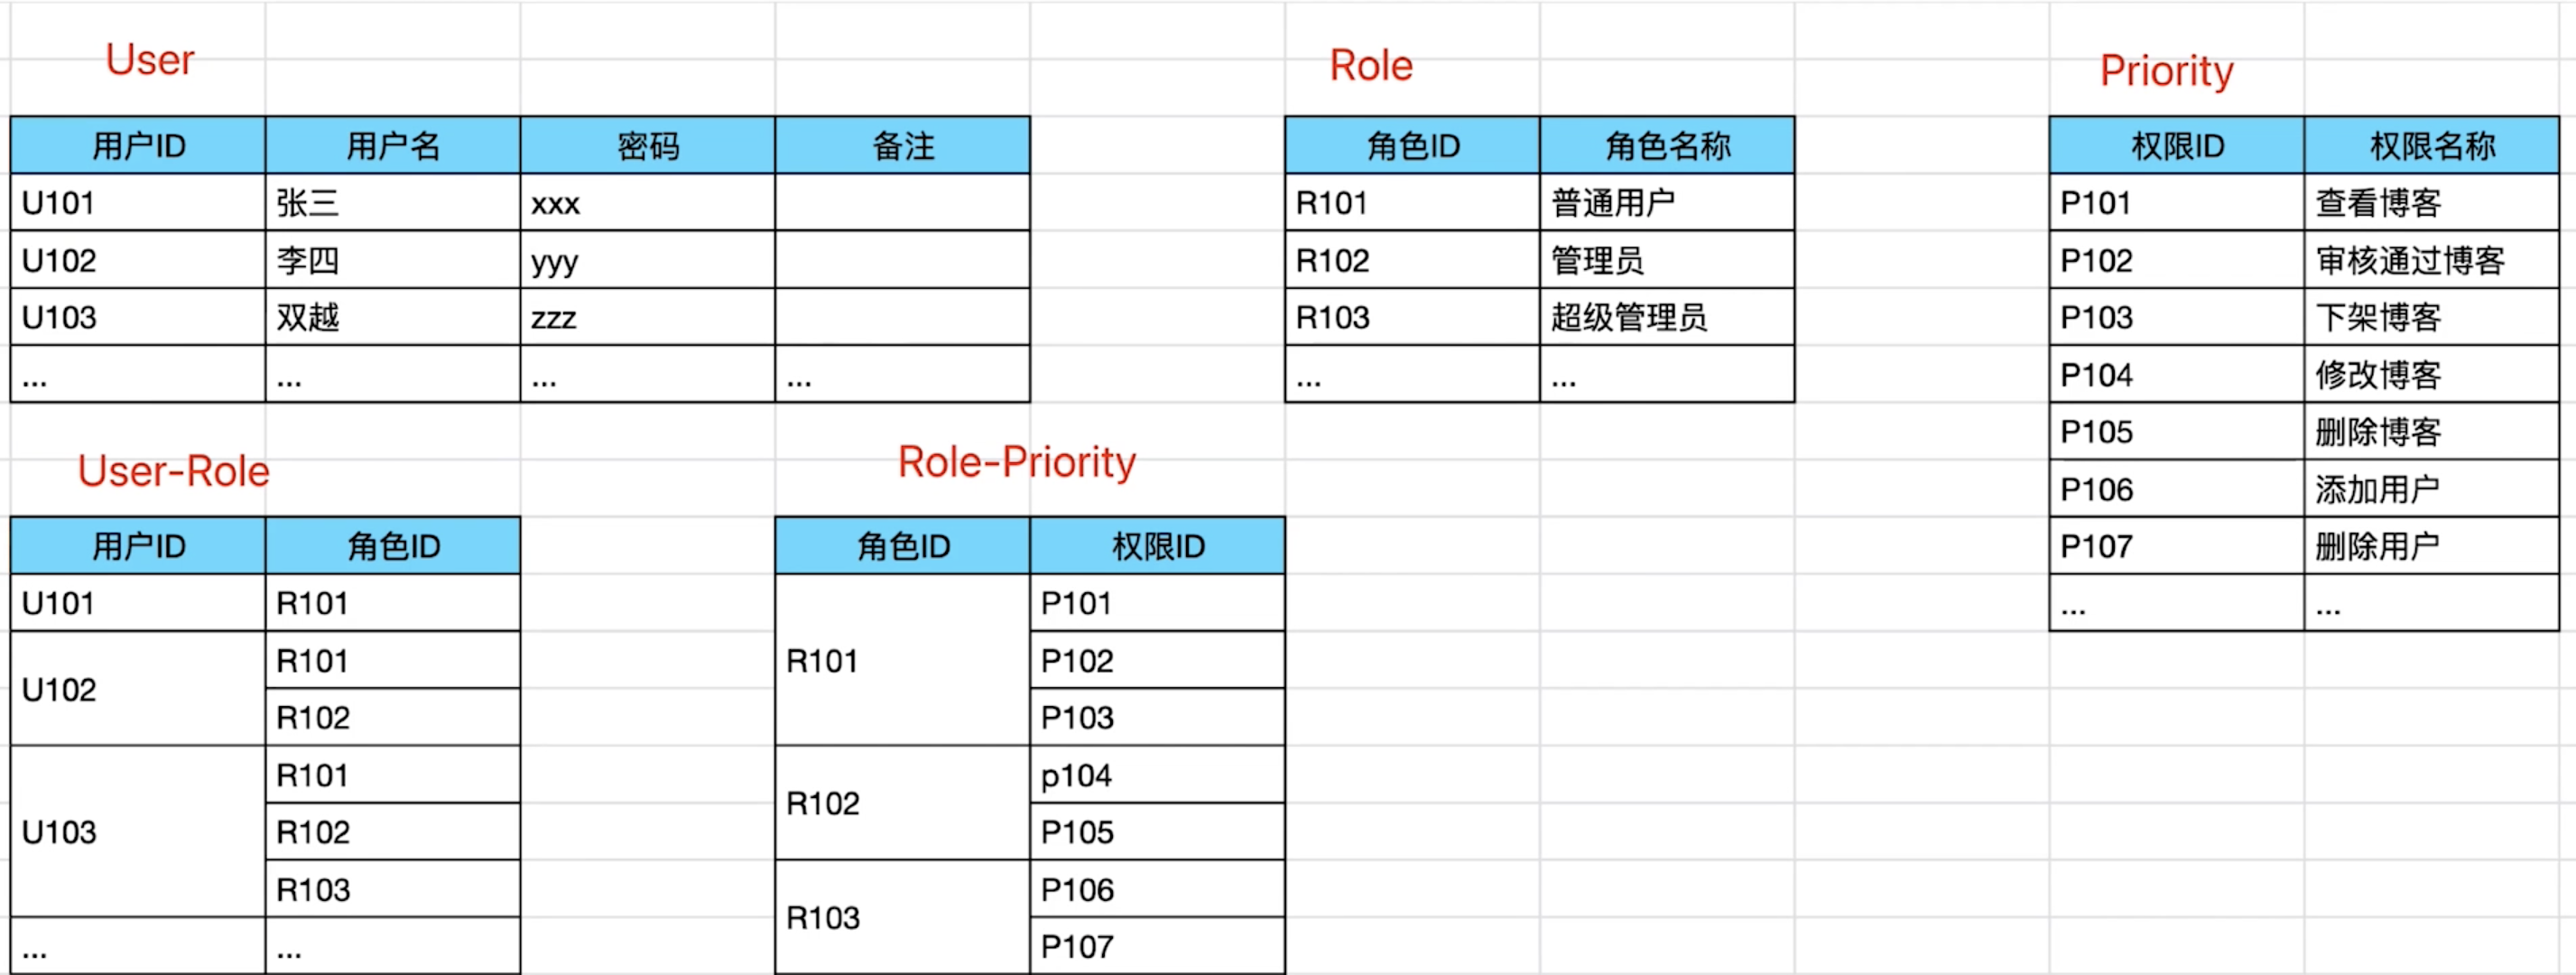 User
用户ID 用户名 密码 备注
U101 张三 xxx
U102 李四 yyy
U103 双越 zzz
... ... ... ...
Role
角色ID 角色名称
R101 普通用户
R102 管理员
R103 超级管理员
... ...
Priority
权限ID 权限名称
P101 查看博客
P102 审核通过博客
P103 下架博客
P104 修改博客
P105 删除博客
P106 添加用户
P107 删除用户
... ...
User-Role
用户ID 角色ID
U101 R101
U102 R101
R102
U103 R101
R102
R103
... ...
Role-Priority
角色ID 权限ID
R101 P101
P102
P103
R102 p104
P105
R103 P106
P107